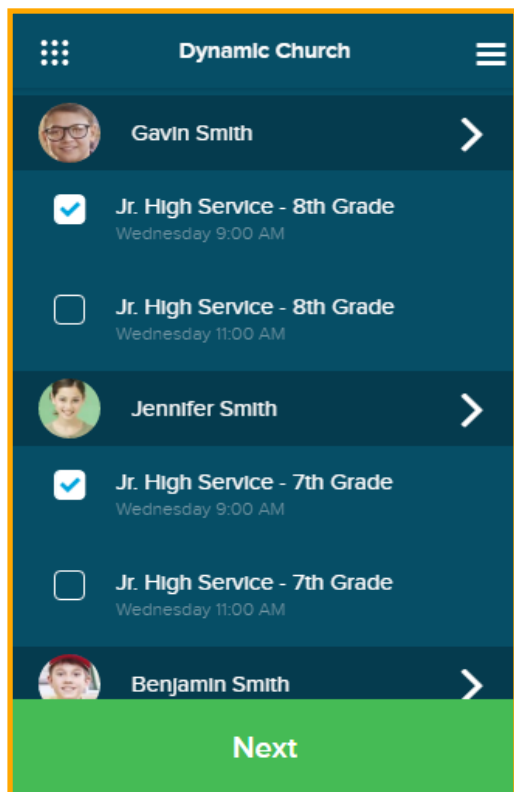 Dynamic Church
Gavin Smith
Jr. High Service - 8th Grade
Wednesday 9:00 AM
Jr. High Service - 8th Grade
Wednesday 11:00 AM
Jennifer Smith
Jr. High Service - 7th Grade
Wednesday 9:00 AM
Jr. High Service - 7th Grade
Wednesday 11:00 AM
Benjamin Smith
Next